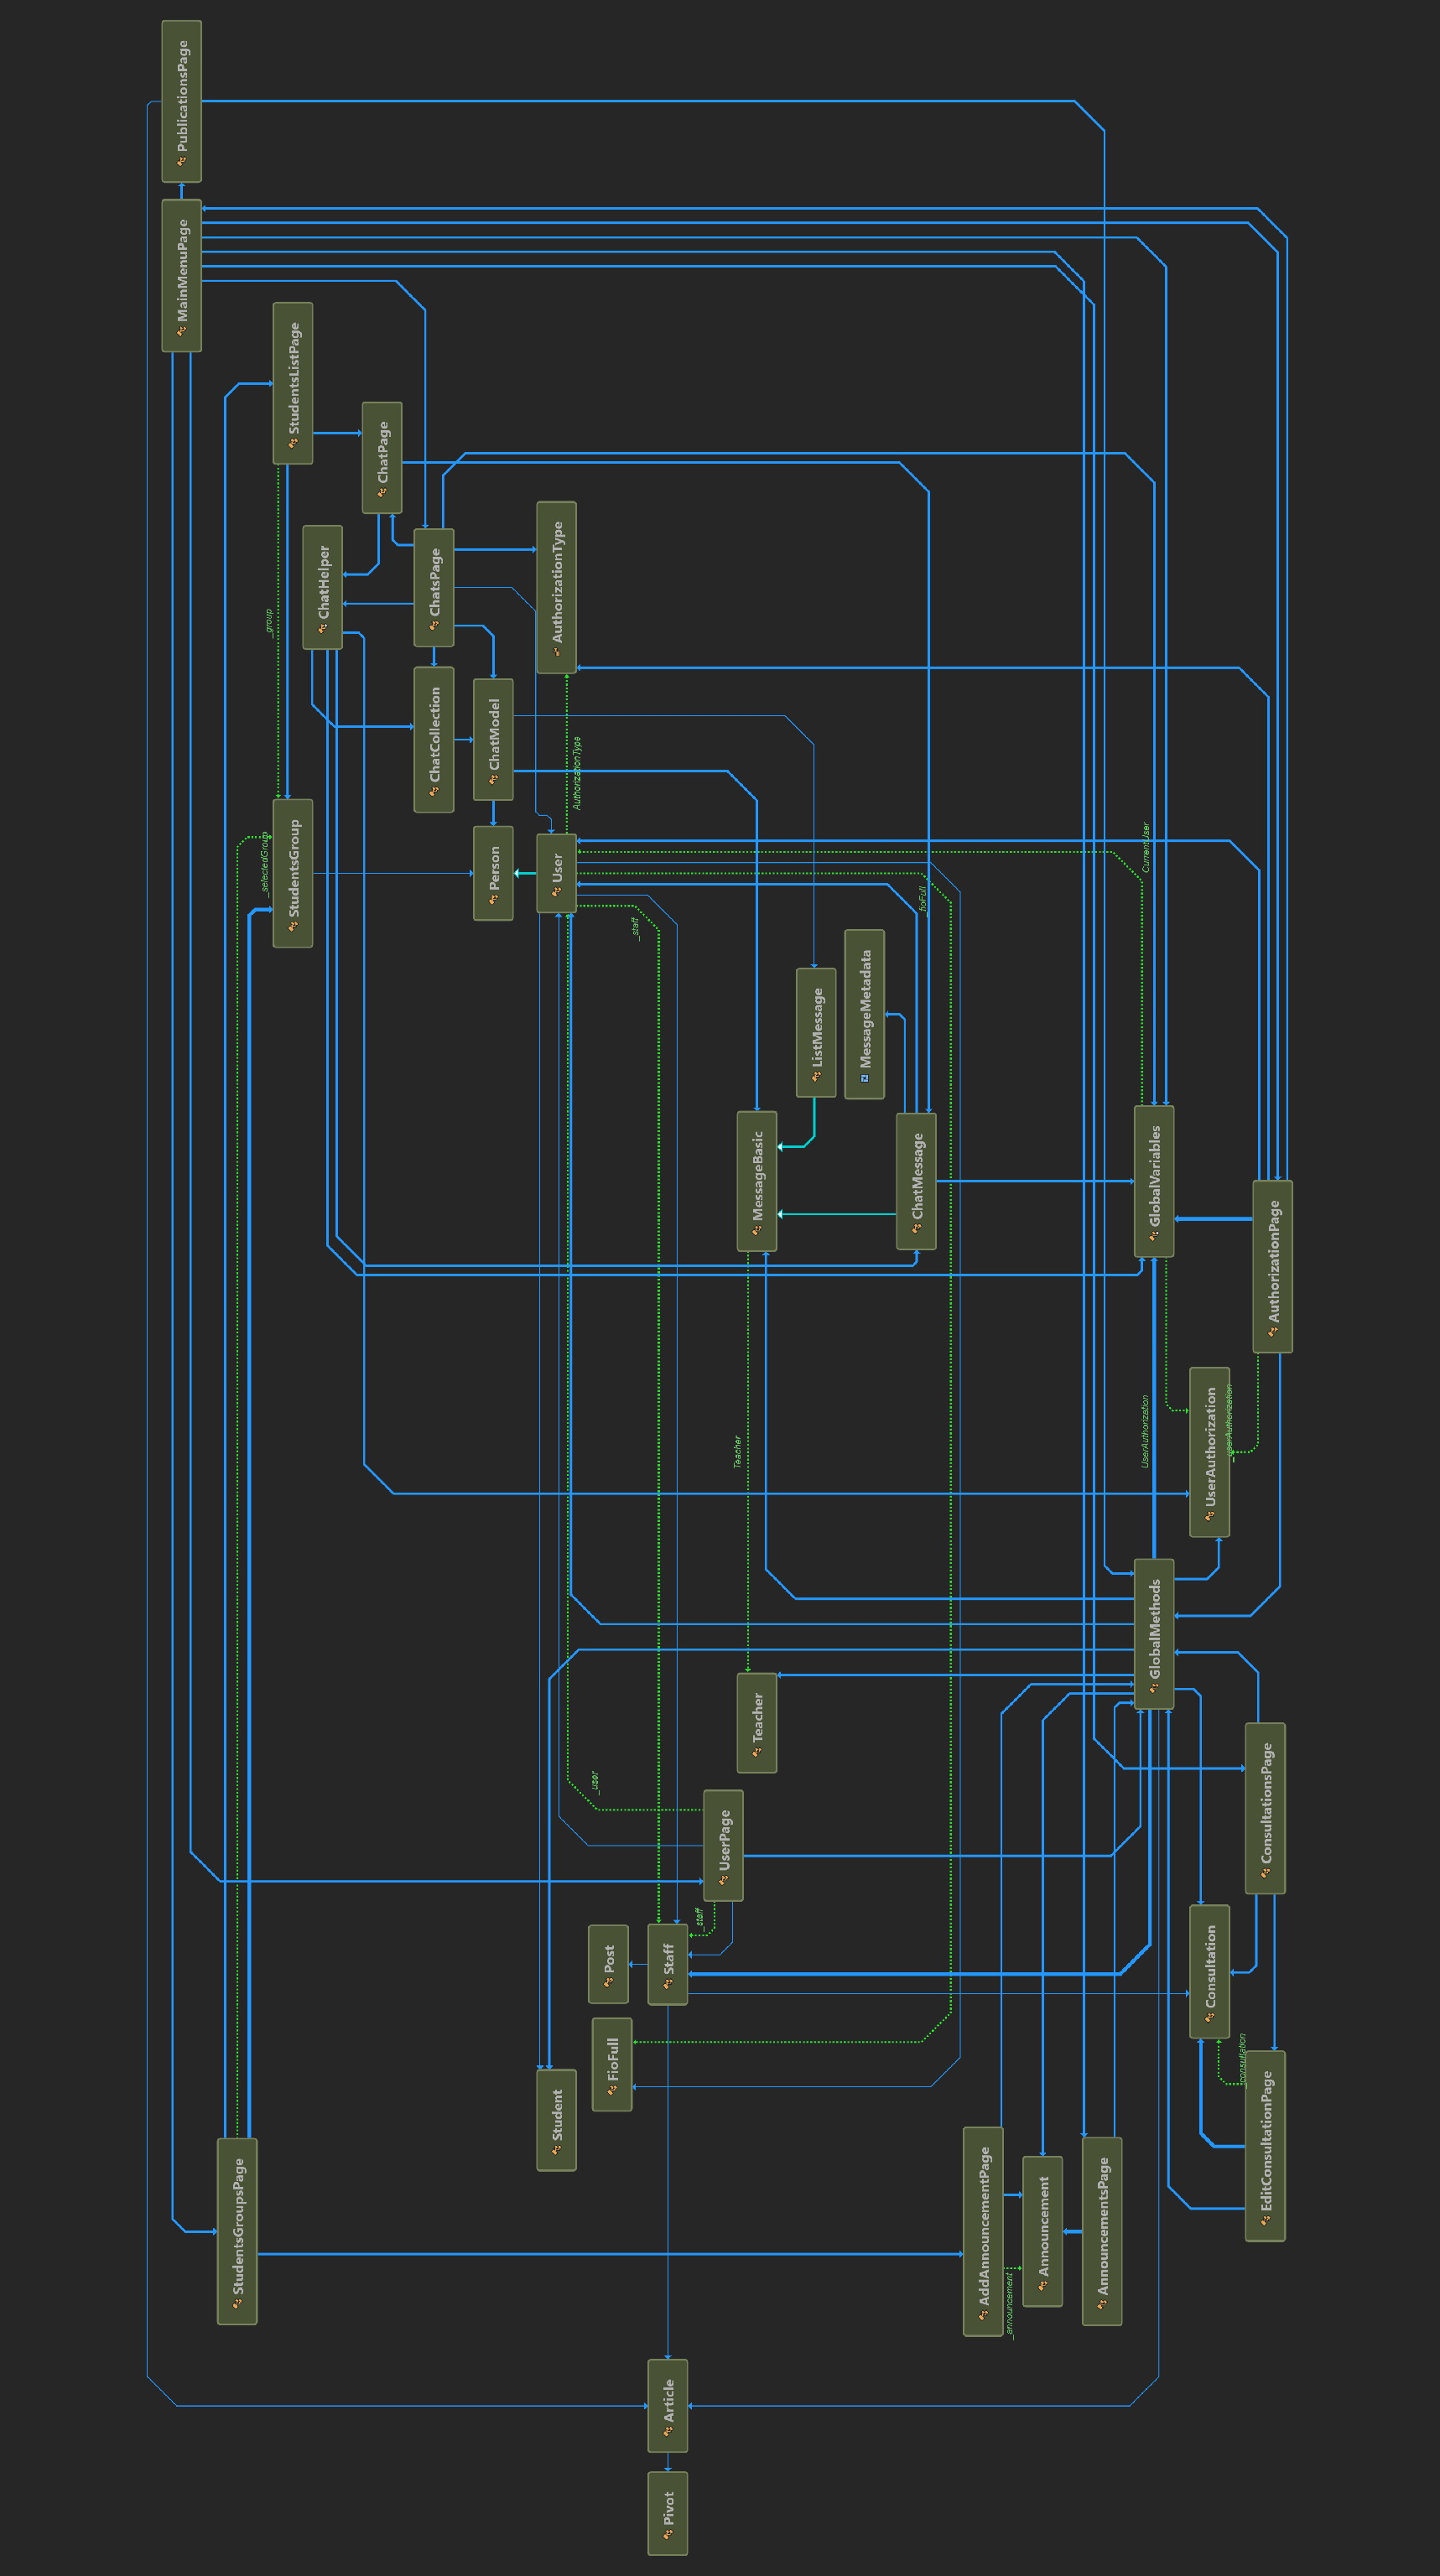 PublicationsPage
MainMenuPage
StudentsListPage
ChatPage
ChatHelper
ChatsPage
AuthorizationType
_group
ChatCollection
ChatModel
AuthorizationType
StudentsGroup
_selectedGroup
Person
User
CurrentUser
_fioFull
_staff
ListMessage
MessageMetadata
MessageBasic
ChatMessage
GlobalVariables
AuthorizationPage
UserAuthorization
_userAuthorization
UserAuthorization
Teacher
GlobalMethods
Teacher
_user
UserPage
ConsultationsPage
_staff
Post
Staff
Consultation
FioFull
Student
_consultation
EditConsultationPage
StudentsGroupsPage
AddAnnouncementPage
Announcement
AnnouncementsPage
_announcement
Article
Pivot